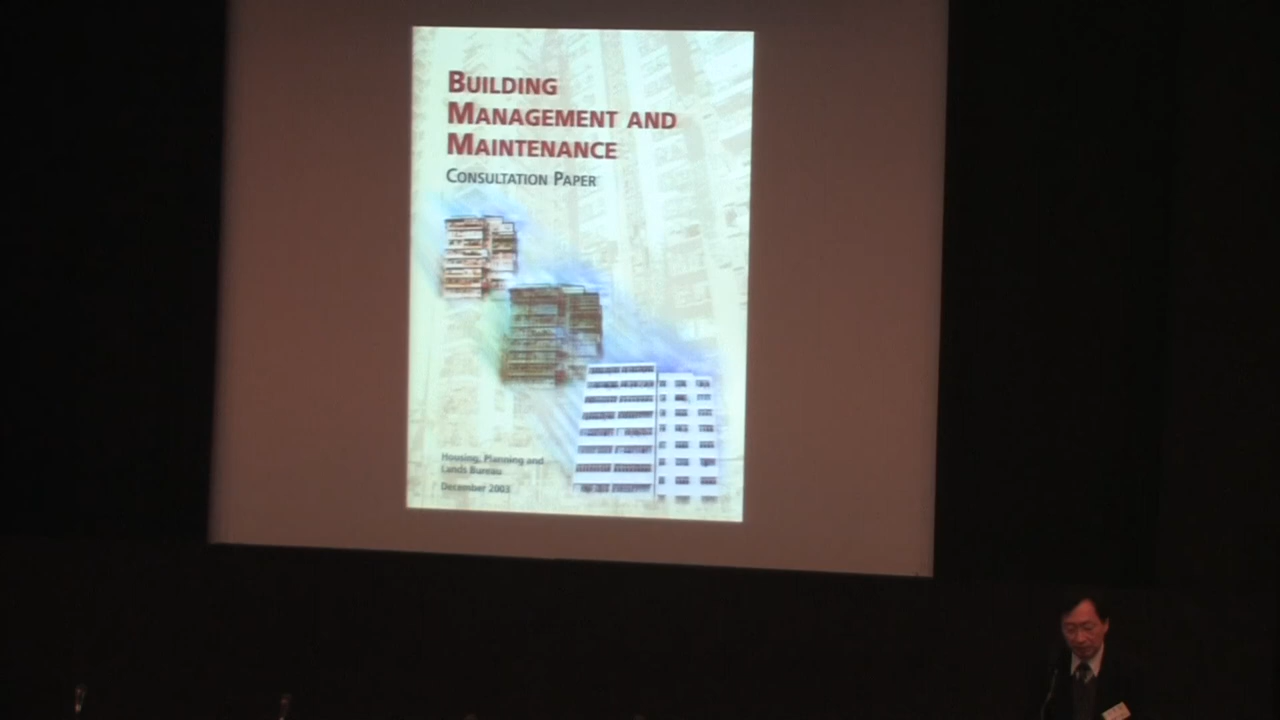 BUILDING
MANAGEMENT AND
MAINTENANCE
CONSULTATION PAPER
Housing, Planning and
Lands Bureau
December 2003